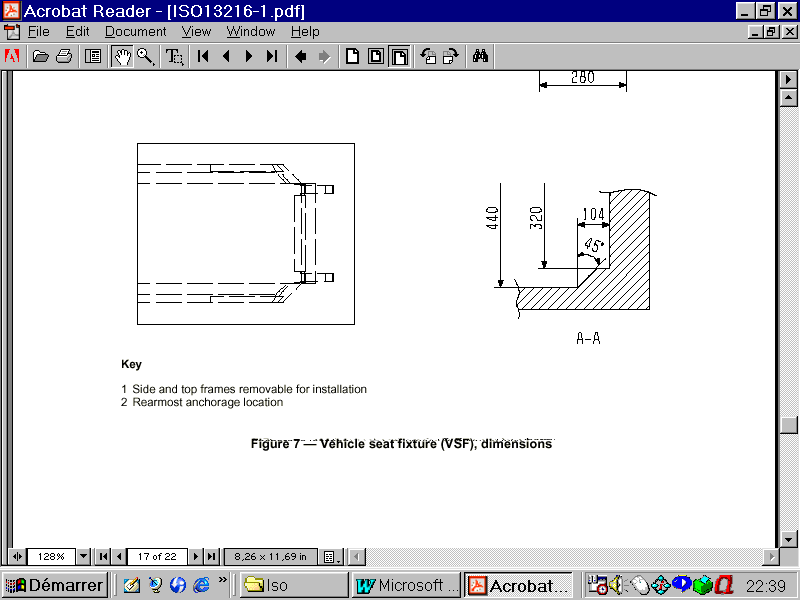 Acrobat Reader - [ISO13216-1.pdf]
File Edit Document View Window Help
280
440
320
104
45°
A-A
Key
1 Side and top frames removable for installation
2 Rearmost anchorage location
Figure 7 — Vehicle seat fixture (VSF), dimensions
128% 17 of 22 8,26 x 11,69 in
Démarrer » Iso Microsoft ... Acrobat... 22:39